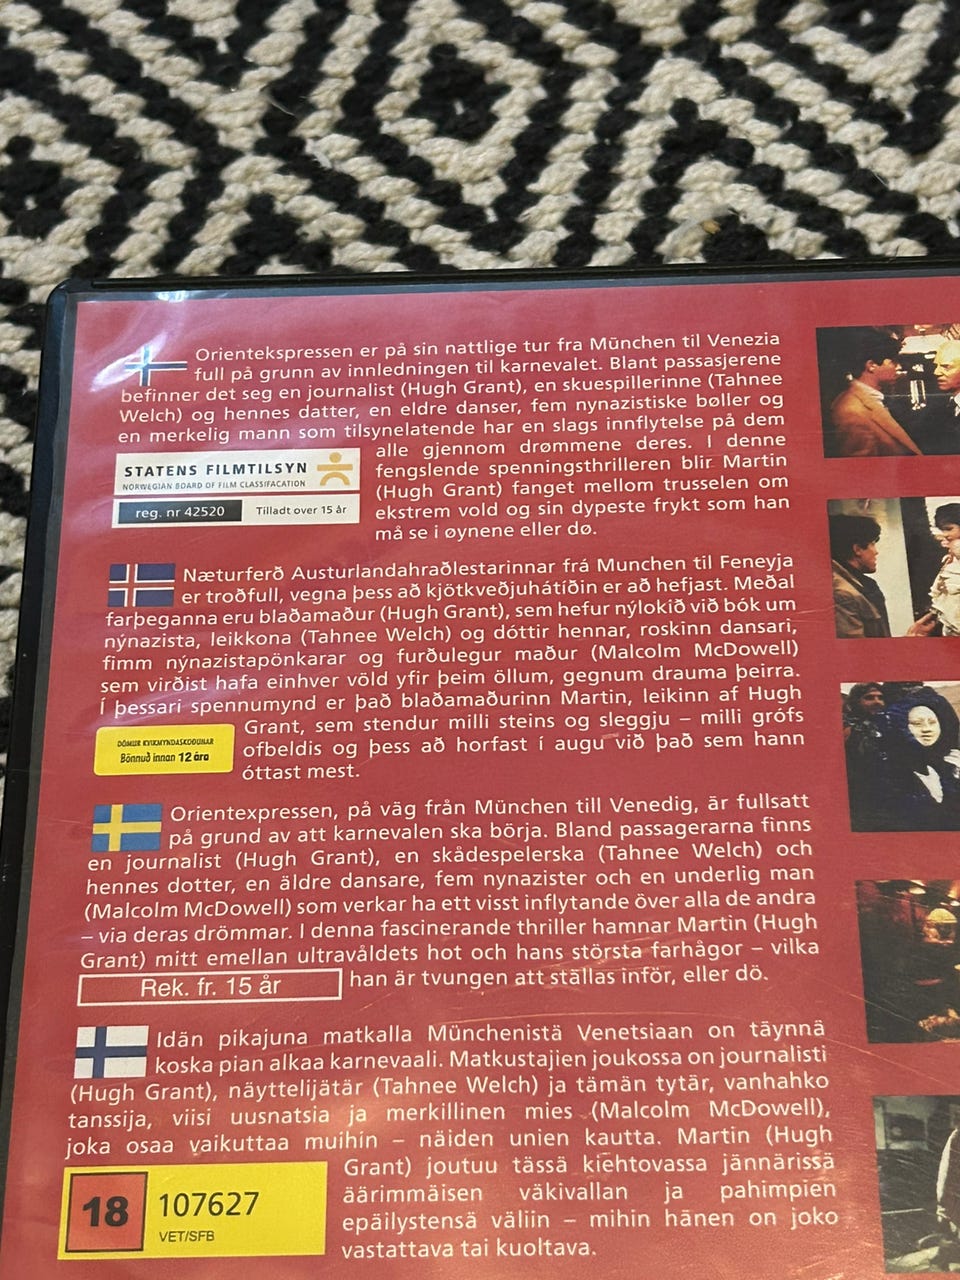 Orientekspressen er på sin nattlige tur fra München til Venezia
full på grunn av innledningen til karnevalet. Blant passasjerene
befinner det seg en journalist (Hugh Grant), en skuespillerinne (Tahnee
Welch) og hennes datter, en eldre danser, fem nynazistiske bøller og
en merkelig mann som tilsynelatende har en slags innflytelse på dem
alle gjennom drømmene deres. I denne
fengslende spenningsthrilleren blir Martin
(Hugh Grant) fanget mellom trusselen om
ekstrem vold og sin dypeste frykt som han
må se i øynene eller dø.
STATENS FILMTILSYN
NORWEGIAN BOARD OF FILM CLASSIFACATION
reg. nr 42520 Tilladt over 15 år
Næturferð Austurlandahraðlestarinnar frá Munchen til Feneyja
er troðfull, vegna þess að kjötkveðjuhátíðin er að hefjast. Meðal
farþeganna eru blaðamaður (Hugh Grant), sem hefur nýlokið við bók um
nýnazista, leikkona (Tahnee Welch) og dóttir hennar, roskinn dansari,
fimm nýnazistapönkarar og furðulegur maður (Malcolm McDowell)
sem virðist hafa einhver völd yfir þeim öllum, gegnum drauma þeirra.
Í þessari spennumynd er það blaðamaðurinn Martin, leikinn af Hugh
Grant, sem stendur milli steins og sleggju – milli grófs
ofbeldis og þess að horfast í augu við það sem hann
óttast mest.
DÓMUR KVIKMYNDASKOÐUNAR
Bönnuð innan 12 ára
Orientexpressen, på väg från München till Venedig, är fullsatt
på grund av att karnevalen ska börja. Bland passagerarna finns
en journalist (Hugh Grant), en skådespelerska (Tahnee Welch) och
hennes dotter, en äldre dansare, fem nynazister och en underlig man
(Malcolm McDowell) som verkar ha ett visst inflytande över alla de andra
– via deras drömmar. I denna fascinerande thriller hamnar Martin (Hugh
Grant) mitt emellan ultravåldets hot och hans största farhågor – vilka
han är tvungen att ställas inför, eller dö.
Rek. fr. 15 år
Idän pikajuna matkalla Münchenistä Venetsiaan on täynnä
koska pian alkaa karnevaali. Matkustajien joukossa on journalisti
(Hugh Grant), näyttelijätär (Tahnee Welch) ja tämän tytär, vanhahko
tanssija, viisi uusnatsia ja merkillinen mies (Malcolm McDowell),
joka osaa vaikuttaa muihin – näiden unien kautta. Martin (Hugh
Grant) joutuu tässä kiehtovassa jännärissä
äärimmäisen väkivallan ja pahimpien
epäilystensä väliin – mihin hänen on joko
vastattava tai kuoltava.
18 107627
VET/SFB